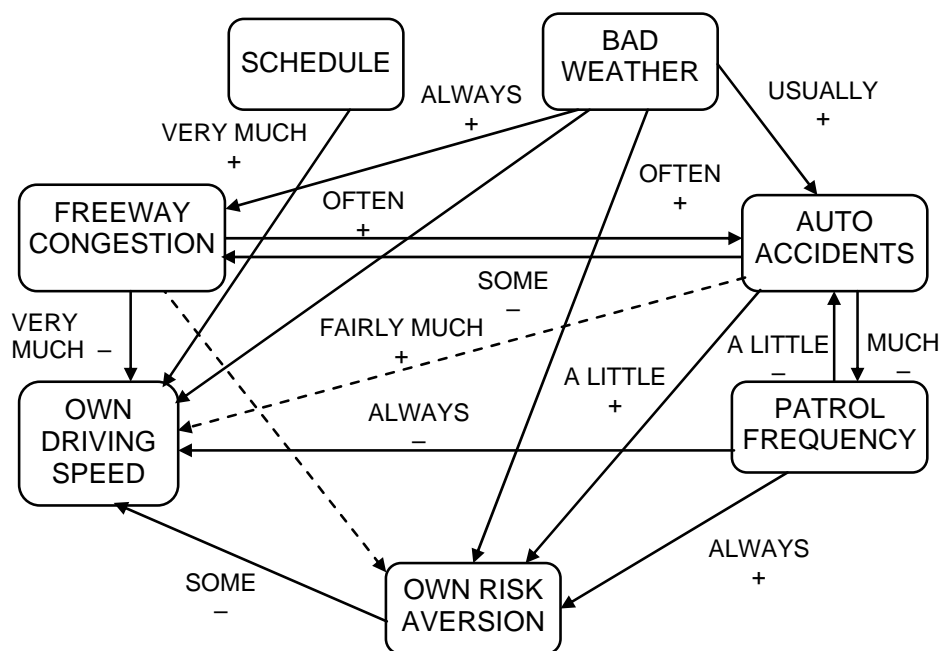 SCHEDULE
BAD
WEATHER
ALWAYS
+
USUALLY
+
VERY MUCH
+
FREEWAY
CONGESTION
OFTEN
+
OFTEN
+
AUTO
ACCIDENTS
SOME
–
VERY
MUCH –
FAIRLY MUCH
+
A LITTLE
–
MUCH
–
A LITTLE
+
OWN
DRIVING
SPEED
ALWAYS
–
PATROL
FREQUENCY
SOME
–
OWN RISK
AVERSION
ALWAYS
+